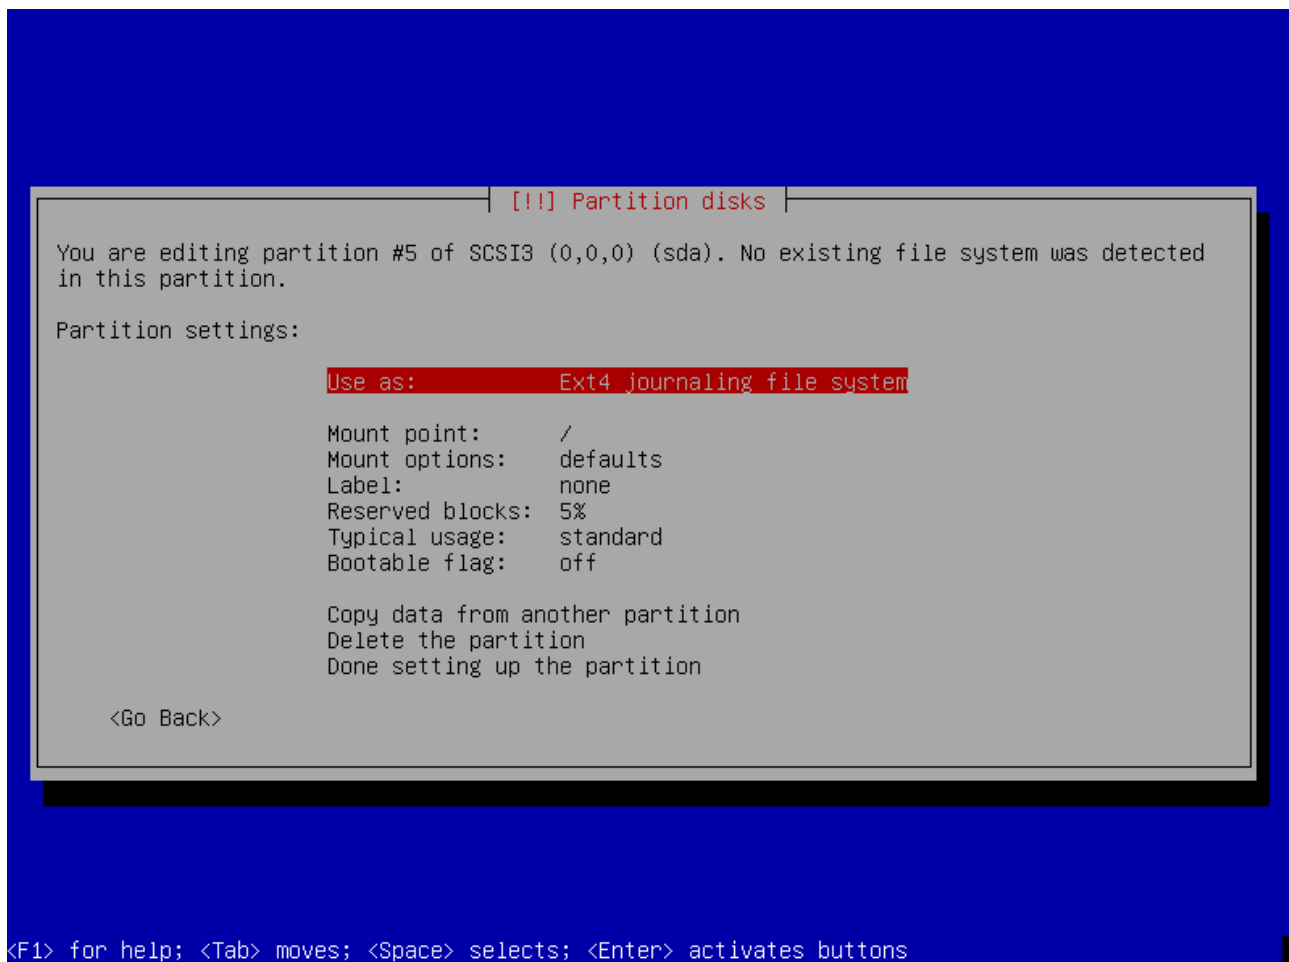 [!!] Partition disks
You are editing partition #5 of SCSI3 (0,0,0) (sda). No existing file system was detected
in this partition.
Partition settings:
Use as: Ext4 journaling file system
Mount point: /
Mount options: defaults
Label: none
Reserved blocks: 5%
Typical usage: standard
Bootable flag: off
Copy data from another partition
Delete the partition
Done setting up the partition
<Go Back>
<F1> for help; <Tab> moves; <Space> selects; <Enter> activates buttons